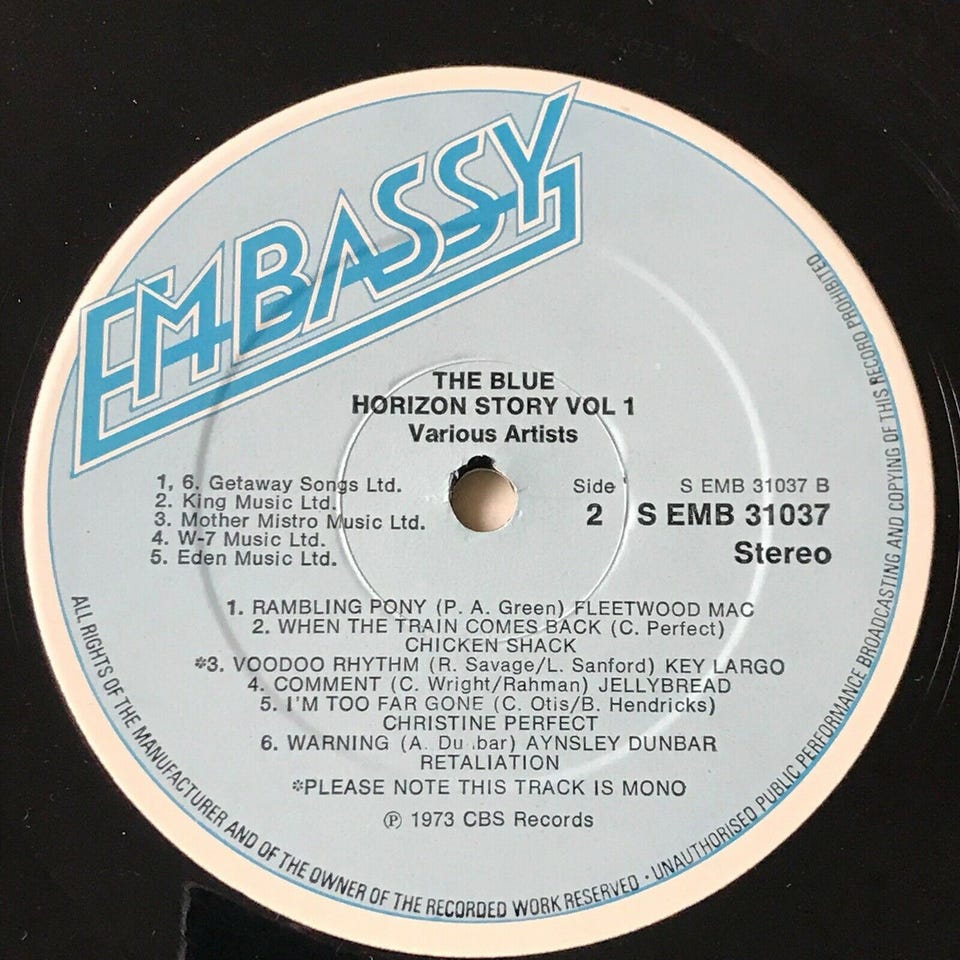 EMBASSY
THE BLUE
HORIZON STORY VOL 1
Various Artists
1, 6. Getaway Songs Ltd.
2. King Music Ltd.
3. Mother Mistro Music Ltd.
4. W-7 Music Ltd.
5. Eden Music Ltd.
Side S EMB 31037 B
2 S EMB 31037
Stereo
1. RAMBLING PONY (P. A. Green) FLEETWOOD MAC
2. WHEN THE TRAIN COMES BACK (C. Perfect)
CHICKEN SHACK
*3. VOODOO RHYTHM (R. Savage/L. Sanford) KEY LARGO
4. COMMENT (C. Wright/Rahman) JELLYBREAD
5. I'M TOO FAR GONE (C. Otis/B. Hendricks)
CHRISTINE PERFECT
6. WARNING (A. Du bar) AYNSLEY DUNBAR
RETALIATION
*PLEASE NOTE THIS TRACK IS MONO
℗ 1973 CBS Records
ALL RIGHTS OF THE MANUFACTURER AND OF THE OWNER OF THE RECORDED WORK RESERVED · UNAUTHORISED PUBLIC PERFORMANCE BROADCASTING AND COPYING OF THIS RECORD PROHIBITED